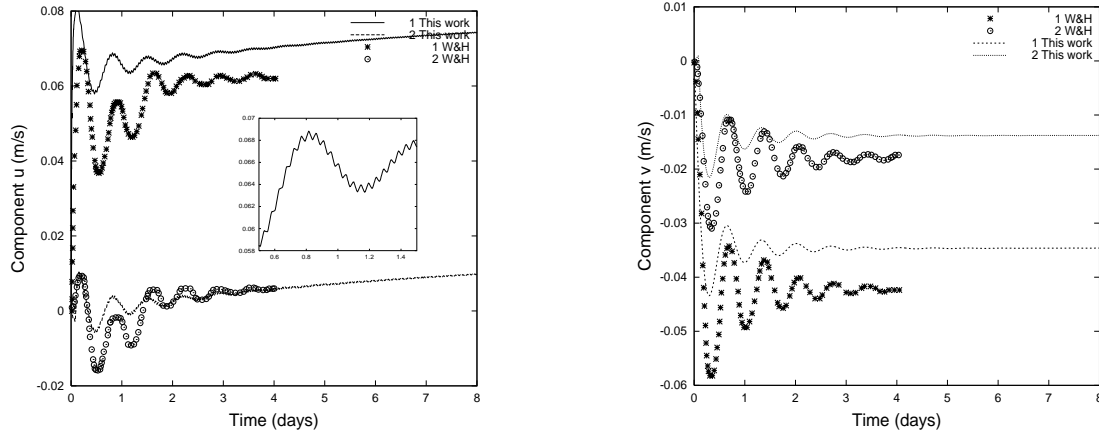 0.08
0.06
0.04
0.02
0
-0.02
0 1 2 3 4 5 6 7 8
Component u (m/s)
Time (days)
1 This work
2 This work
1 W&H
2 W&H
0.07
0.068
0.066
0.064
0.062
0.06
0.058
0.6 0.8 1 1.2 1.4
0.01
0
-0.01
-0.02
-0.03
-0.04
-0.05
-0.06
0 1 2 3 4 5 6 7 8
Component v (m/s)
Time (days)
1 W&H
2 W&H
1 This work
2 This work